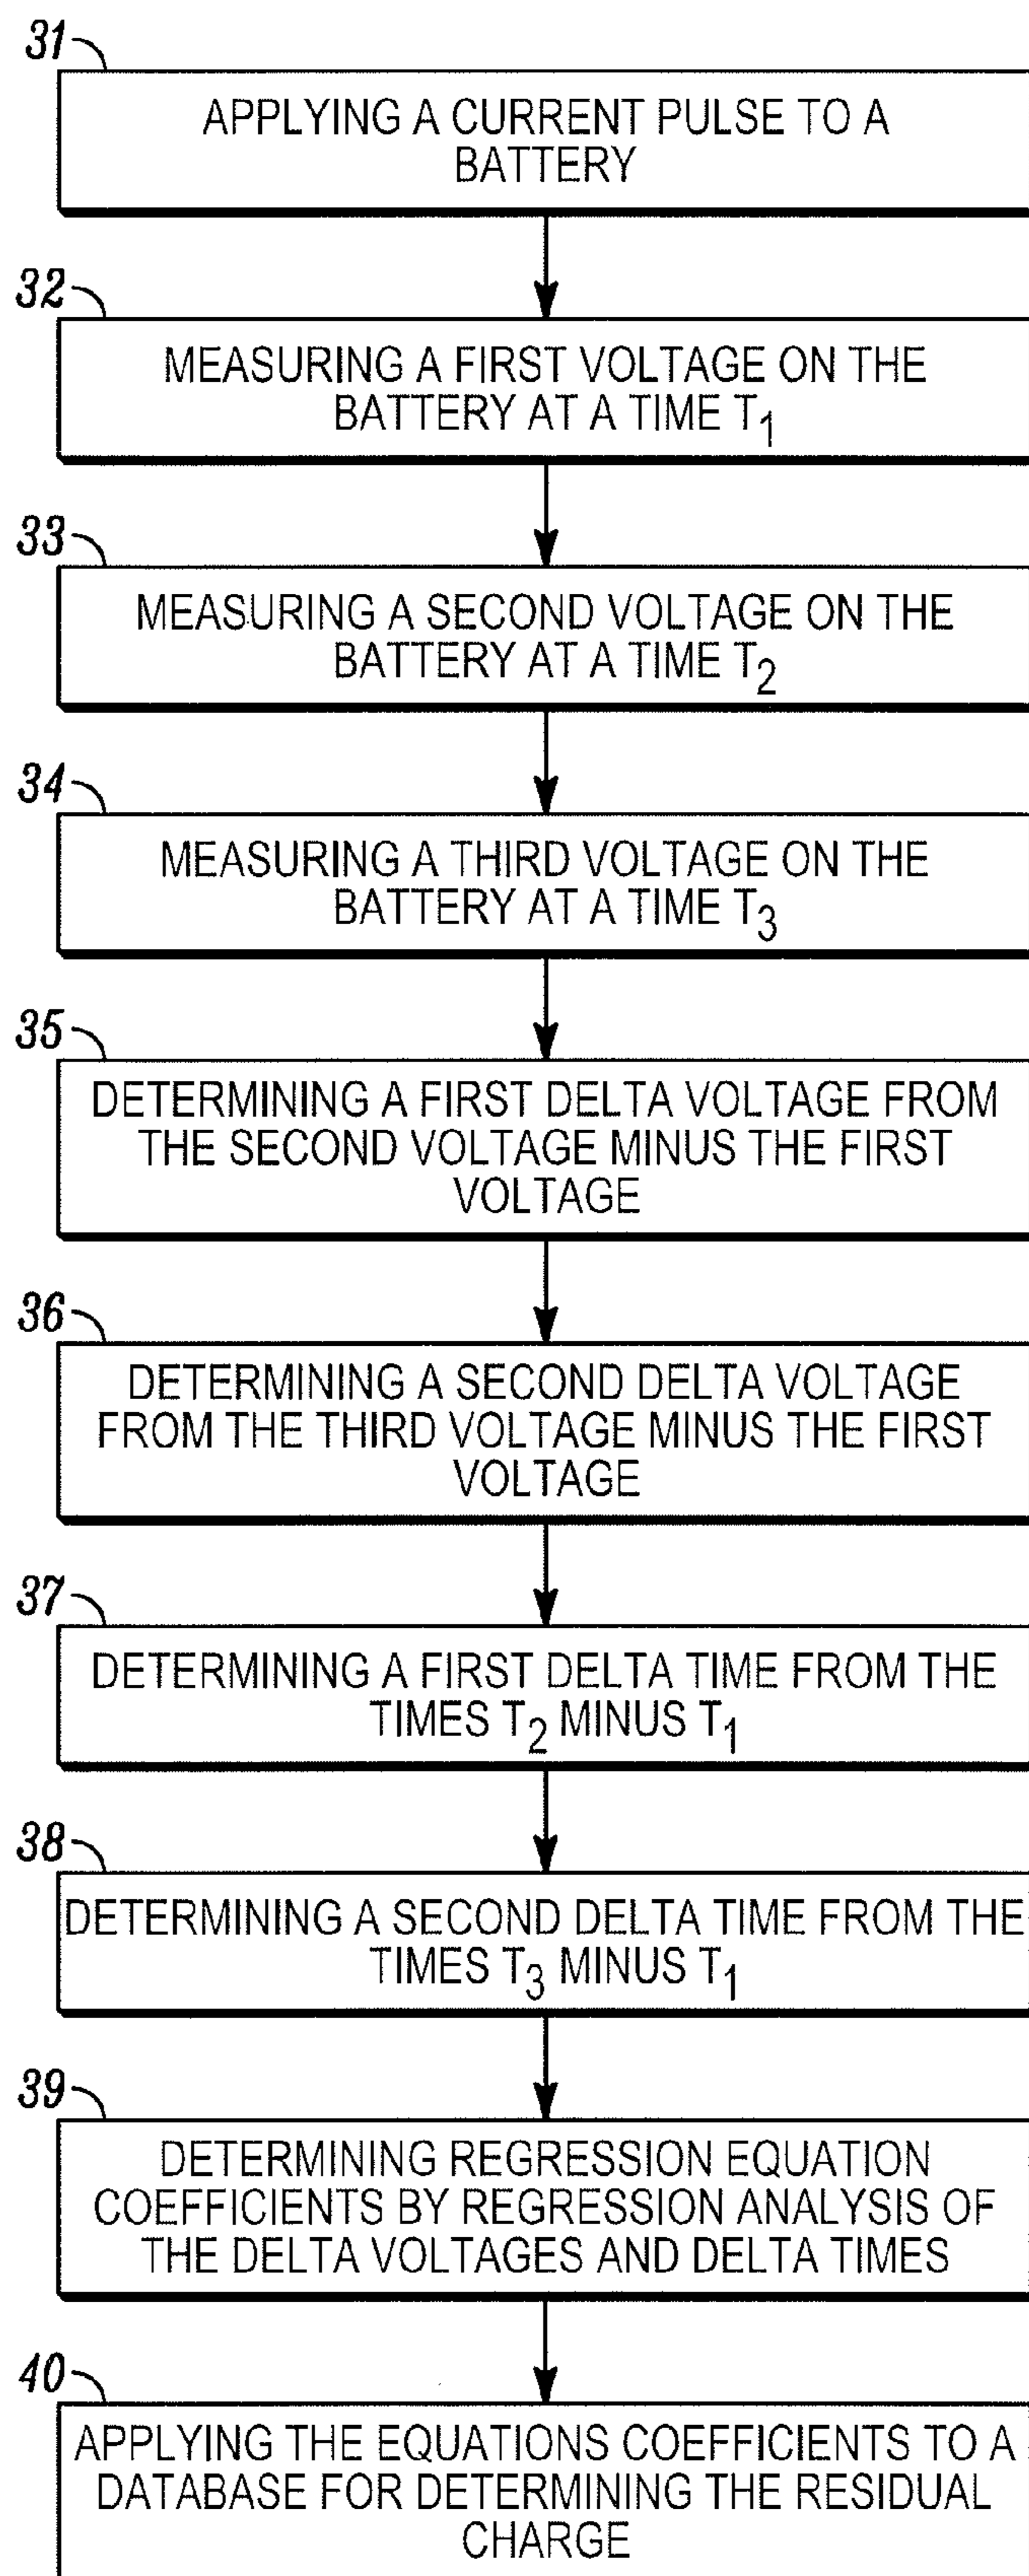 31
APPLYING A CURRENT PULSE TO A
BATTERY
32
MEASURING A FIRST VOLTAGE ON THE
BATTERY AT A TIME T1
33
MEASURING A SECOND VOLTAGE ON THE
BATTERY AT A TIME T2
34
MEASURING A THIRD VOLTAGE ON THE
BATTERY AT A TIME T3
35
DETERMINING A FIRST DELTA VOLTAGE FROM
THE SECOND VOLTAGE MINUS THE FIRST
VOLTAGE
36
DETERMINING A SECOND DELTA VOLTAGE
FROM THE THIRD VOLTAGE MINUS THE FIRST
VOLTAGE
37
DETERMINING A FIRST DELTA TIME FROM THE
TIMES T2 MINUS T1
38
DETERMINING A SECOND DELTA TIME FROM THE
TIMES T3 MINUS T1
39
DETERMINING REGRESSION EQUATION
COEFFICIENTS BY REGRESSION ANALYSIS OF
THE DELTA VOLTAGES AND DELTA TIMES
40
APPLYING THE EQUATIONS COEFFICIENTS TO A
DATABASE FOR DETERMINING THE RESIDUAL
CHARGE